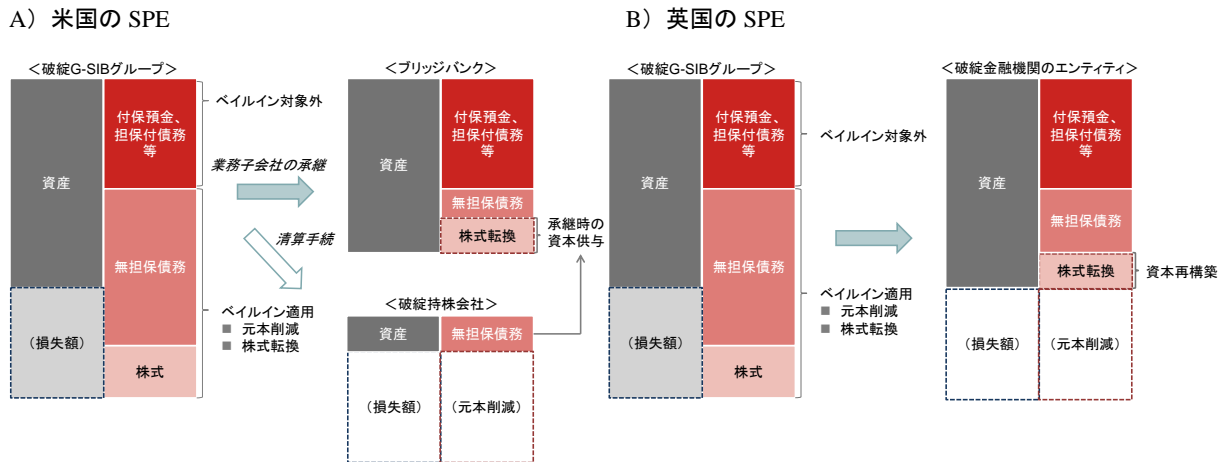 A）米国の SPE
＜破綻G-SIBグループ＞
資産
（損失額）
付保預金、
担保付債務
等
無担保債務
株式
ベイルイン対象外
ベイルイン適用
■ 元本削減
■ 株式転換
業務子会社の承継
清算手続
＜ブリッジバンク＞
資産
付保預金、
担保付債務
等
無担保債務
株式転換
承継時の
資本供与
＜破綻持株会社＞
資産
無担保債務
（損失額）
（元本削減）
B）英国の SPE
＜破綻G-SIBグループ＞
資産
（損失額）
付保預金、
担保付債務
等
無担保債務
株式
ベイルイン対象外
ベイルイン適用
■ 元本削減
■ 株式転換
＜破綻金融機関のエンティティ＞
資産
付保預金、
担保付債務
等
無担保債務
株式転換
資本再構築
（損失額）
（元本削減）